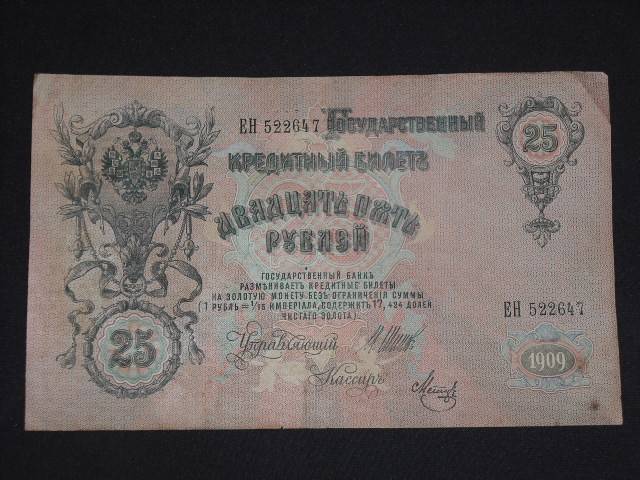 ЕН 522647 ГОСУДАРСТВЕННЫЙ
25
КРЕДИТНЫЙ БИЛЕТЪ
ДВАДЦАТЬ ПЯТЬ
РУБЛЕЙ
ГОСУДАРСТВЕННЫЙ БАНКЪ
РАЗМѢНИВАЕТЪ КРЕДИТНЫЕ БИЛЕТЫ
НА ЗОЛОТУЮ МОНЕТУ БЕЗЪ ОГРАНИЧЕНІЯ СУММЫ
(1 РУБЛЬ = 1/15 ИМПЕРІАЛА, СОДЕРЖИТЪ 17,424 ДОЛЕЙ
ЧИСТАГО ЗОЛОТА).
ЕН 522647
25
Управляющій
Кассиръ
1909